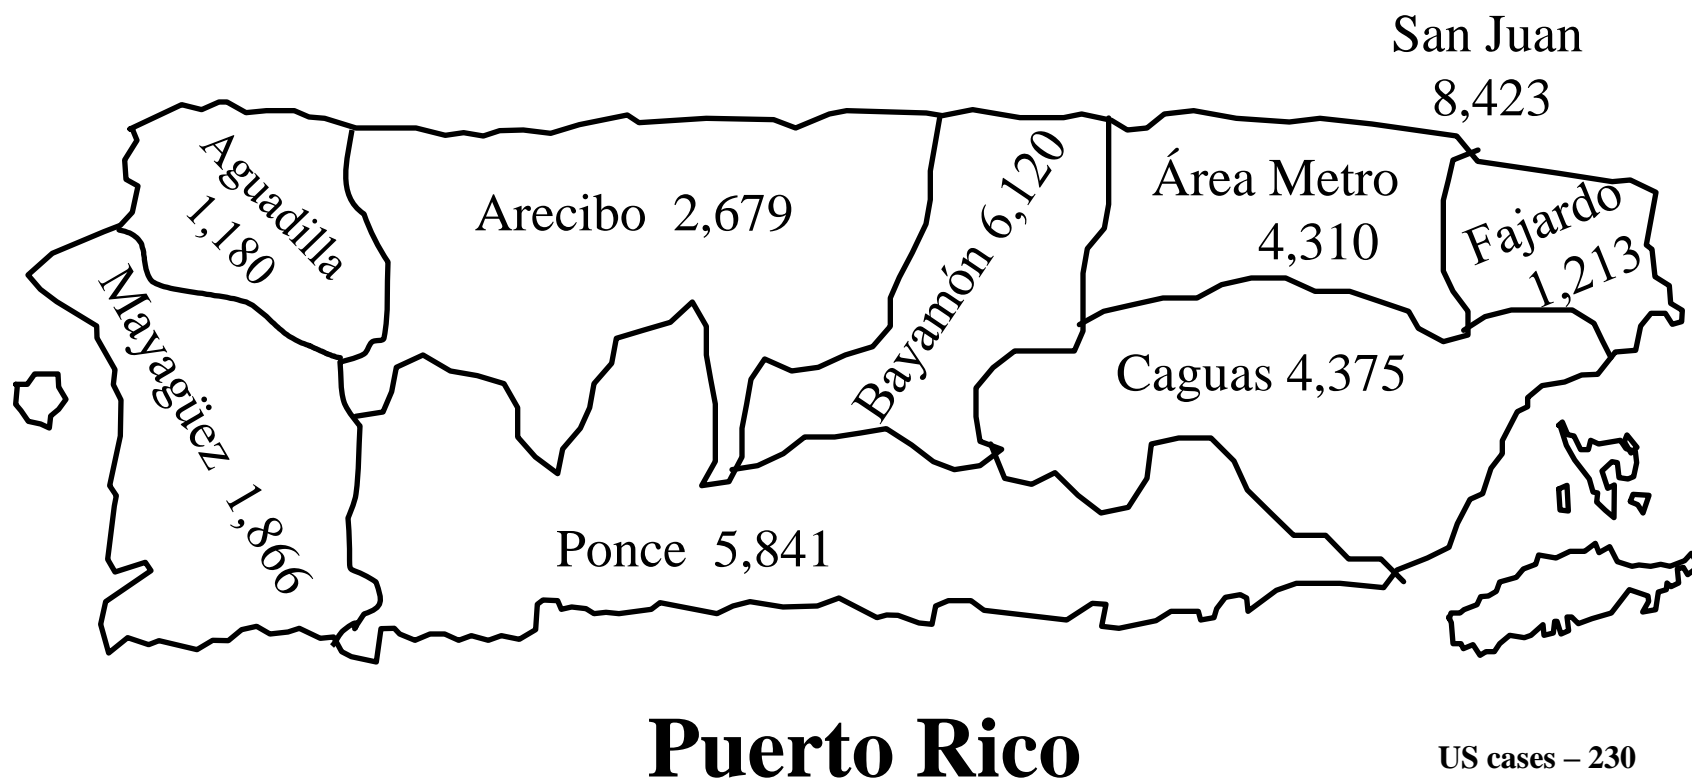 San Juan
8,423
Aguadilla
1,180
Arecibo 2,679
Bayamón 6,120
Área Metro
4,310
Fajardo
1,213
Mayagüez 1,866
Caguas 4,375
Ponce 5,841
Puerto Rico
US cases – 230